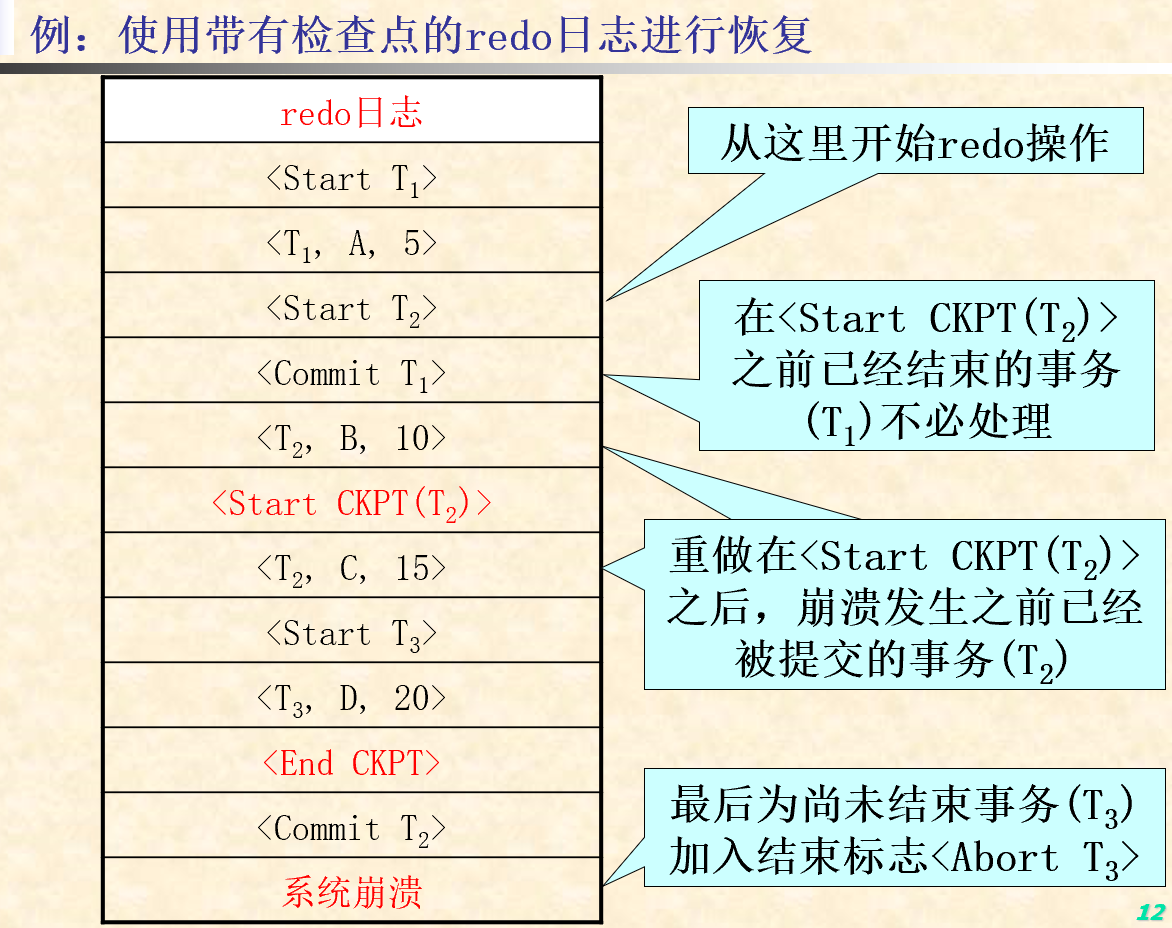 例：使用带有检查点的redo日志进行恢复
redo日志
<Start T1>
<T1, A, 5>
<Start T2>
<Commit T1>
<T2, B, 10>
<Start CKPT(T2)>
<T2, C, 15>
<Start T3>
<T3, D, 20>
<End CKPT>
<Commit T2>
系统崩溃
从这里开始redo操作
在<Start CKPT(T2)>
之前已经结束的事务
(T1)不必处理
重做在<Start CKPT(T2)>
之后，崩溃发生之前已经
被提交的事务(T2)
最后为尚未结束事务(T3)
加入结束标志<Abort T3>
12